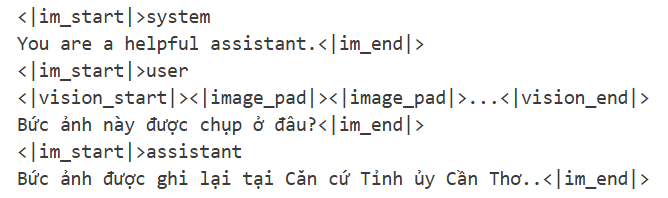 <|im_start|>system
You are a helpful assistant.<|im_end|>
<|im_start|>user
<|vision_start|><|image_pad|><|image_pad|>...<|vision_end|>
Bức ảnh này được chụp ở đâu?<|im_end|>
<|im_start|>assistant
Bức ảnh được ghi lại tại Căn cứ Tỉnh ủy Cần Thơ..<|im_end|>